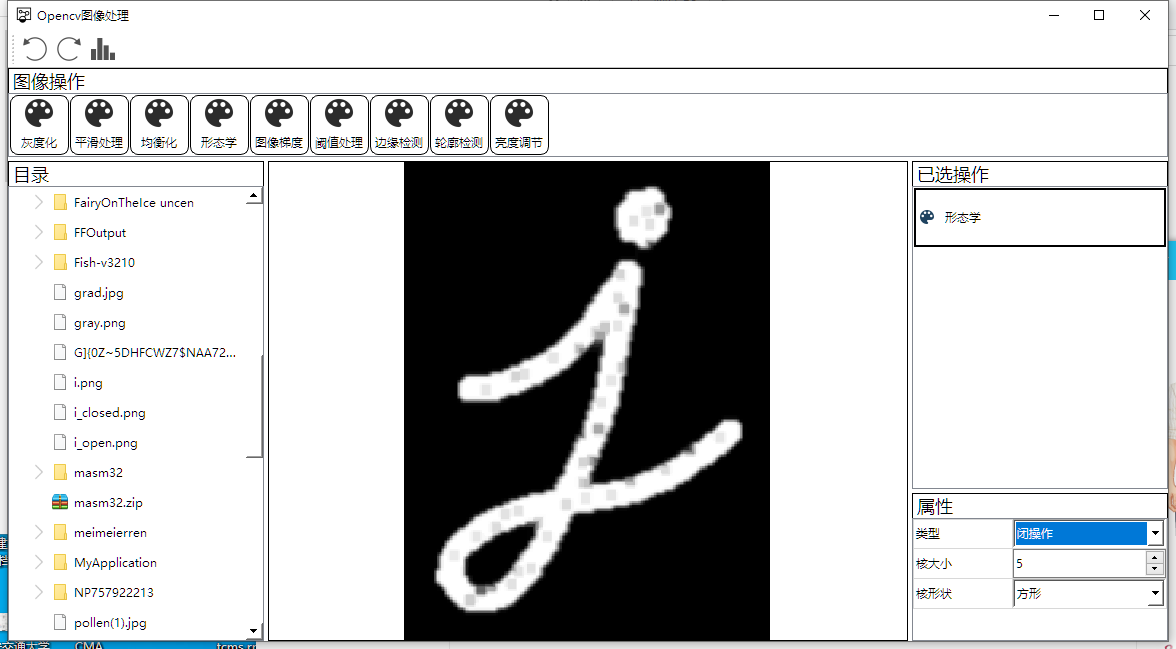 Opencv图像处理
图像操作
灰度化 平滑处理 均衡化 形态学 图像梯度 阈值处理 边缘检测 轮廓检测 亮度调节
目录
FairyOnTheIce uncen
FFOutput
Fish-v3210
grad.jpg
gray.png
G]{0Z~5DHFCWZ7$NAA72...
i.png
i_closed.png
i_open.png
masm32
masm32.zip
meimeierren
MyApplication
NP757922213
pollen(1).jpg
已选操作
形态学
属性
类型 闭操作
核大小 5
核形状 方形
交通大学 CMA